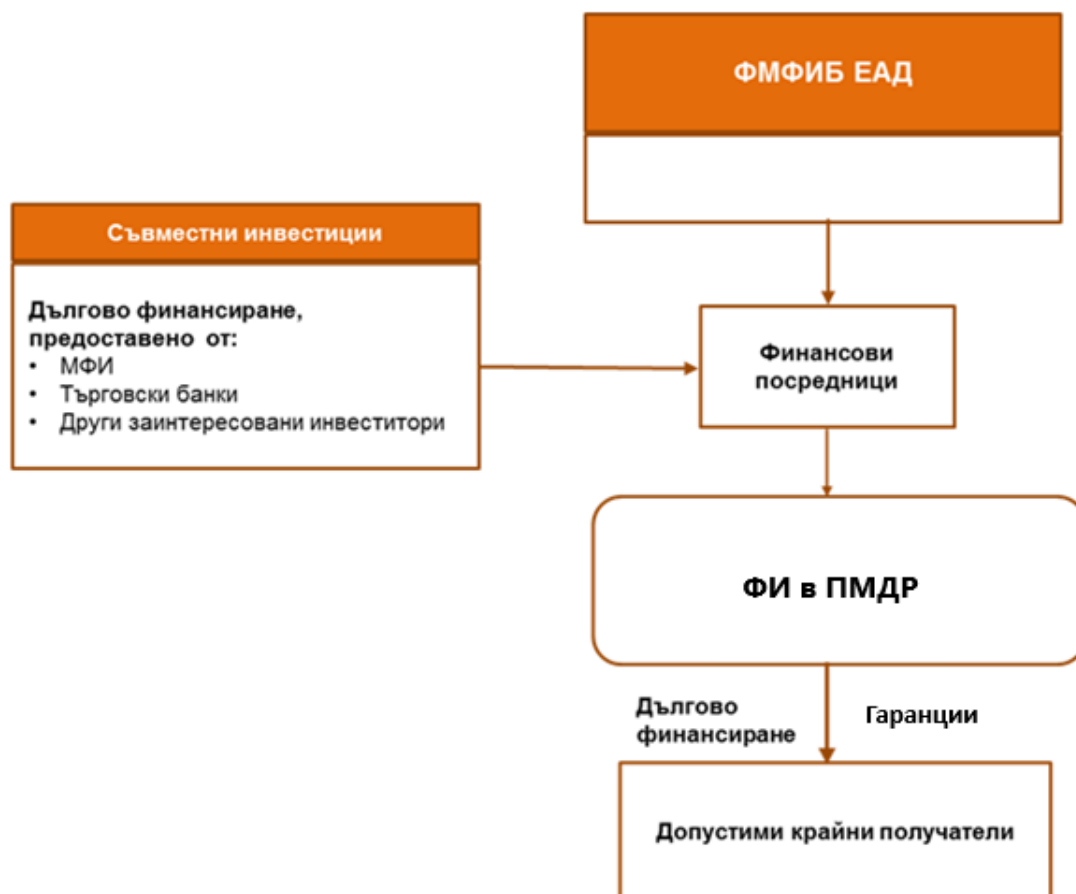 ФМФИБ ЕАД
Съвместни инвестиции
Дългово финансиране,
предоставено от:
• МФИ
• Търговски банки
• Други заинтересовани инвеститори
Финансови
посредници
ФИ в ПМДР
Дългово
финансиране
Гаранции
Допустими крайни получатели